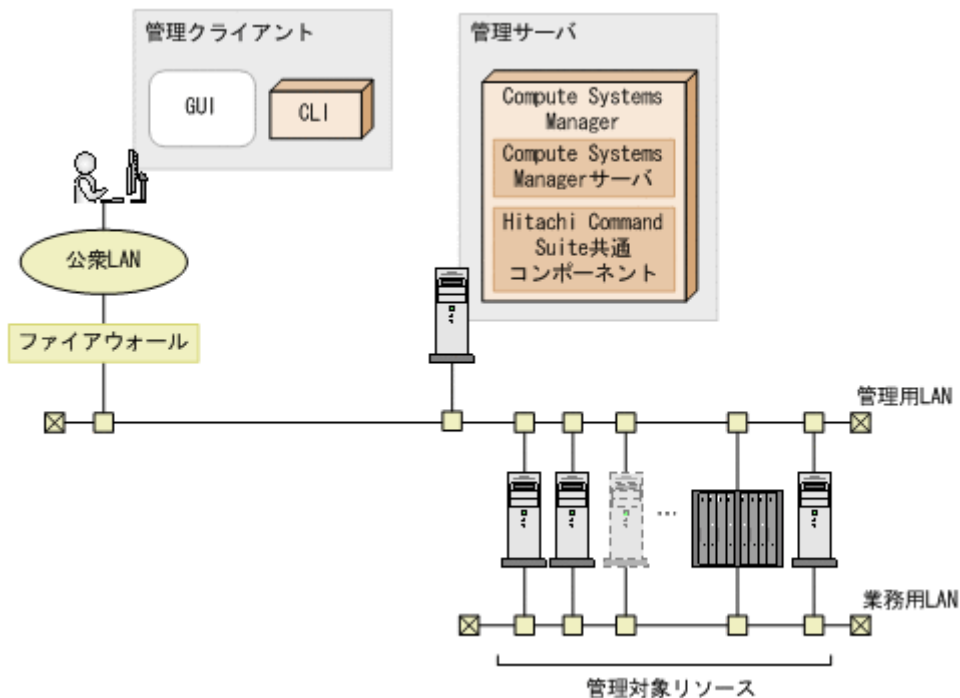 管理クライアント
GUI
CLI
管理サーバ
Compute Systems
Manager
Compute Systems
Managerサーバ
Hitachi Command
Suite共通
コンポーネント
公衆LAN
ファイアウォール
管理用LAN
...
業務用LAN
管理対象リソース